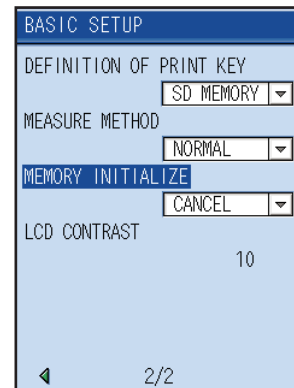 BASIC SETUP
DEFINITION OF PRINT KEY
SD MEMORY
MEASURE METHOD
NORMAL
MEMORY INITIALIZE
CANCEL
LCD CONTRAST
10
2/2